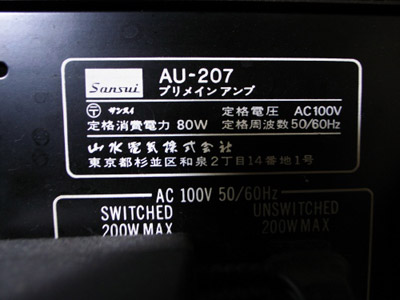 Sansui
AU-207
プリメインアンプ
〒 サンスイ 定格電圧 AC100V
定格消費電力 80W 定格周波数 50/60Hz
山水電気株式会社
東京都杉並区和泉2丁目14番地1号
AC 100V 50/60Hz
SWITCHED UNSWITCHED
200W MAX 200W MAX